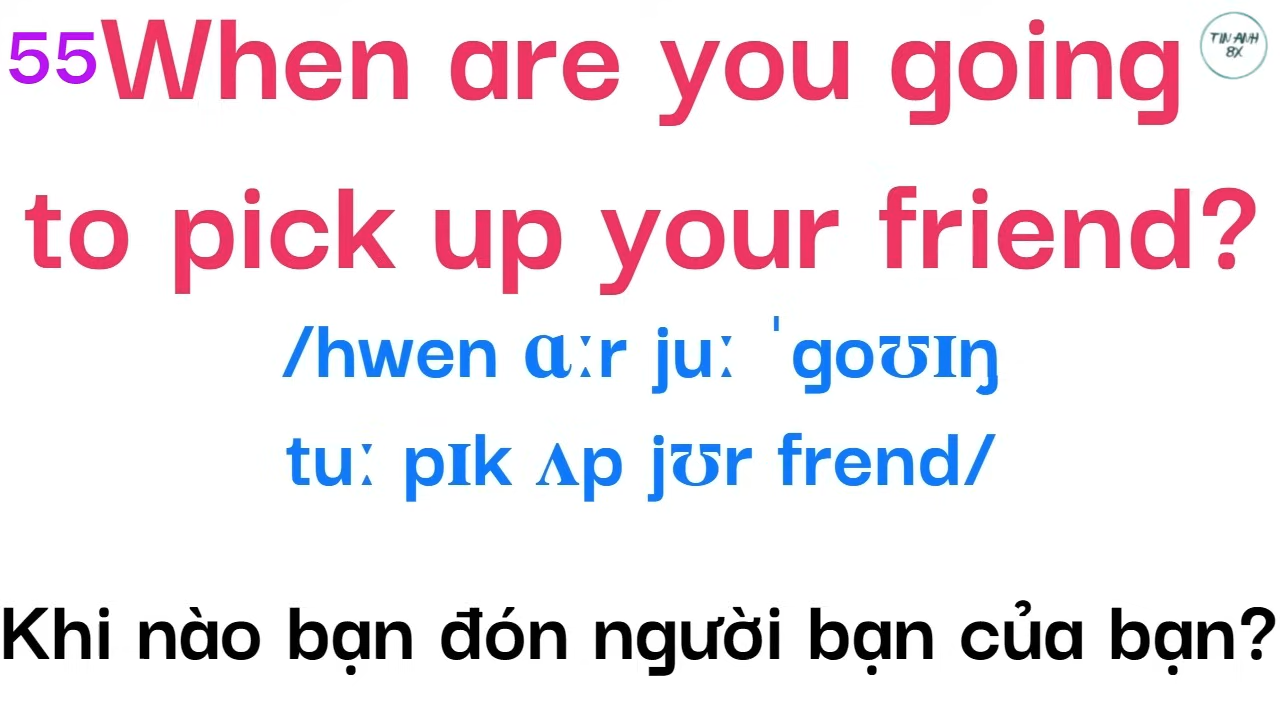 55 When are you going
TIN ANH
8X
to pick up your friend?
/hwen ɑːr juː ˈgoʊɪŋ
tuː pɪk ʌp jʊr frend/
Khi nào bạn đón người bạn của bạn?